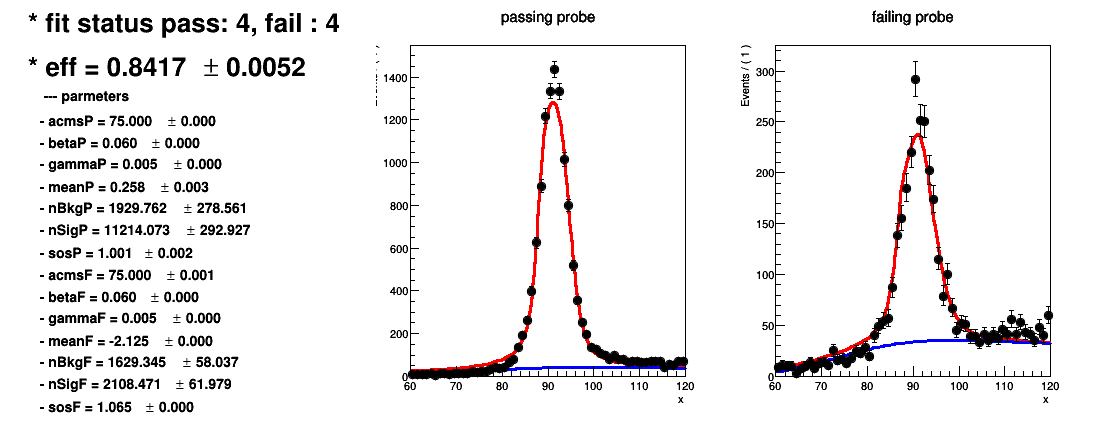 * fit status pass: 4, fail : 4
* eff = 0.8417 ± 0.0052
--- parmeters
- acmsP = 75.000 ± 0.000
- betaP = 0.060 ± 0.000
- gammaP = 0.005 ± 0.000
- meanP = 0.258 ± 0.003
- nBkgP = 1929.762 ± 278.561
- nSigP = 11214.073 ± 292.927
- sosP = 1.001 ± 0.002
- acmsF = 75.000 ± 0.001
- betaF = 0.060 ± 0.000
- gammaF = 0.005 ± 0.000
- meanF = -2.125 ± 0.000
- nBkgF = 1629.345 ± 58.037
- nSigF = 2108.471 ± 61.979
- sosF = 1.065 ± 0.000
passing probe
1400
1200
1000
800
600
400
200
0
60 70 80 90 100 110 120
x
failing probe
Events / ( 1 )
300
250
200
150
100
50
0
60 70 80 90 100 110 120
x